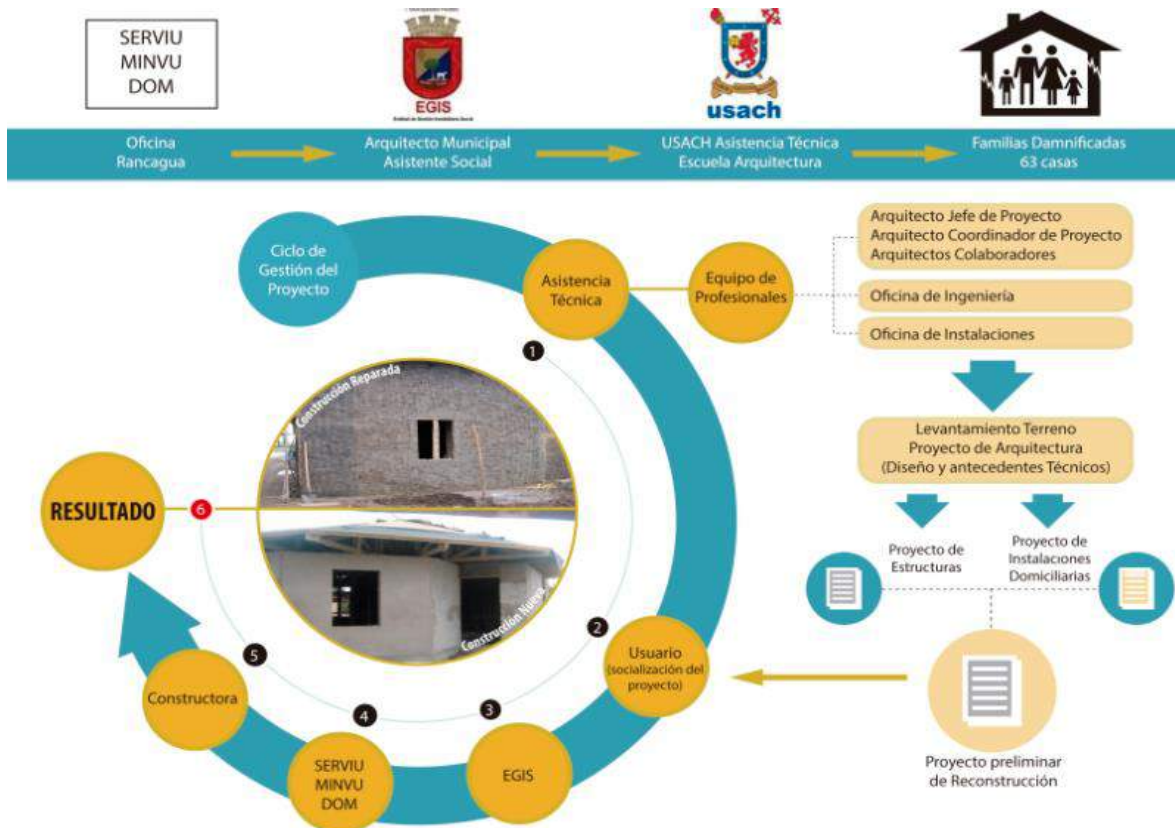 SERVIU
MINVU
DOM
EGIS
usach
Oficina
Rancagua
Arquitecto Municipal
Asistente Social
USACH Asistencia Técnica
Escuela Arquitectura
Familias Damnificadas
63 casas
Ciclo de
Gestión del
Proyecto
Asistencia
Técnica
Equipo de
Profesionales
Arquitecto Jefe de Proyecto
Arquitecto Coordinador de Proyecto
Arquitectos Colaboradores
Oficina de Ingeniería
Oficina de Instalaciones
Levantamiento Terreno
Proyecto de Arquitectura
(Diseño y antecedentes Técnicos)
Proyecto de
Estructuras
Proyecto de
Instalaciones
Domiciliarias
Proyecto preliminar
de Reconstrucción
1
Construcción Reparada
Construcción Nueva
2
Usuario
(socialización del
proyecto)
3
EGIS
4
SERVIU
MINVU
DOM
5
Constructora
6
RESULTADO